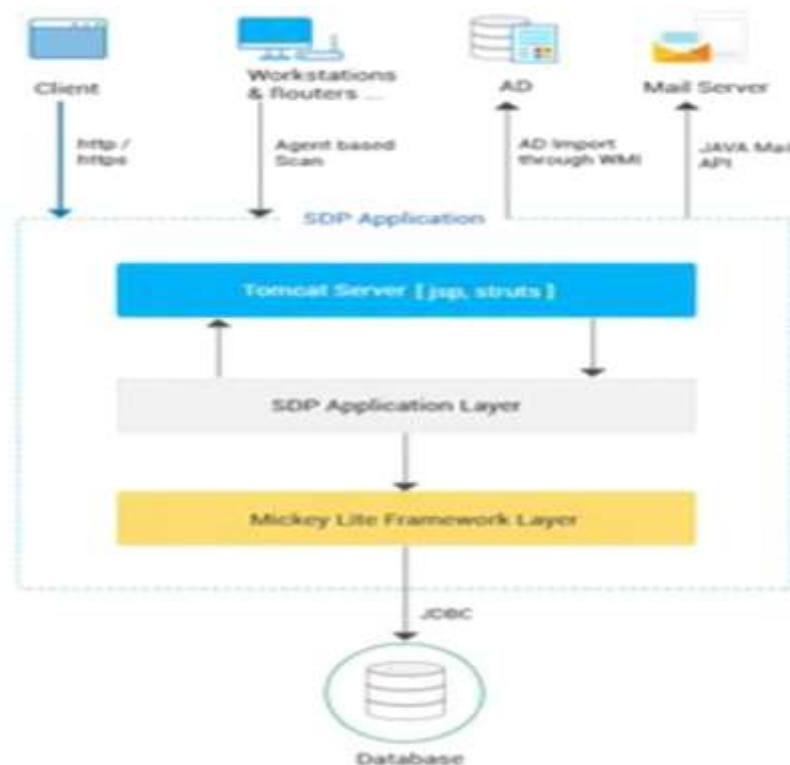 Client
Workstations
& Routers ...
AD
Mail Server
http /
https
Agent based
Scan
AD Import
through WMI
JAVA Mail
API
SDP Application
Tomcat Server [ jsp, struts ]
SDP Application Layer
Mickey Lite Framework Layer
JDBC
Database